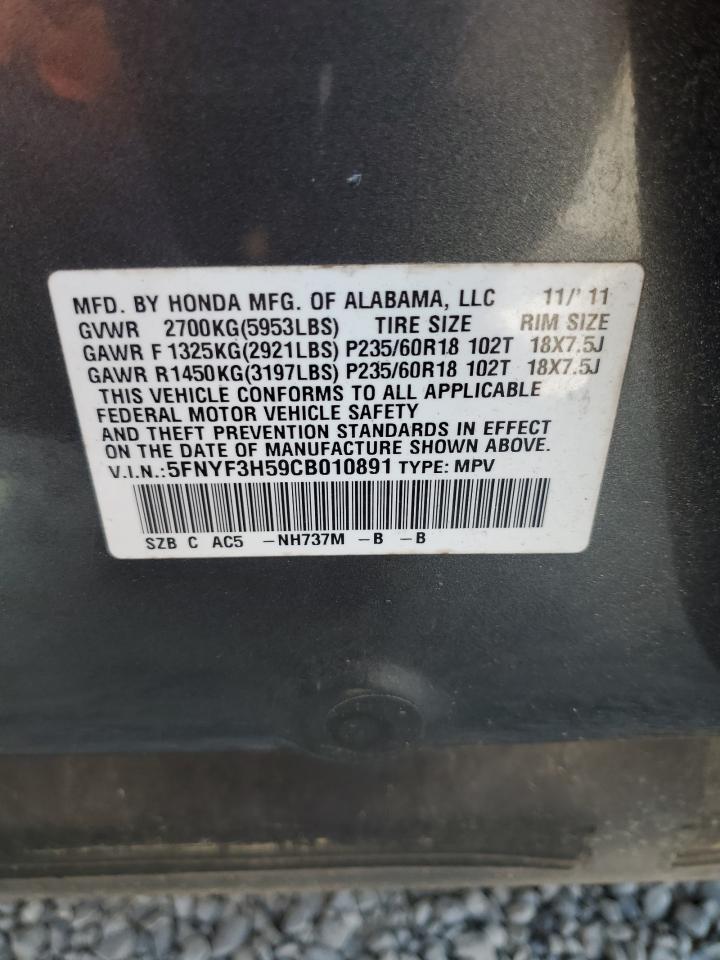 MFD. BY HONDA MFG. OF ALABAMA, LLC 11/'11
GVWR 2700KG(5953LBS) TIRE SIZE RIM SIZE
GAWR F1325KG(2921LBS) P235/60R18 102T 18X7.5J
GAWR R1450KG(3197LBS) P235/60R18 102T 18X7.5J
THIS VEHICLE CONFORMS TO ALL APPLICABLE
FEDERAL MOTOR VEHICLE SAFETY
AND THEFT PREVENTION STANDARDS IN EFFECT
ON THE DATE OF MANUFACTURE SHOWN ABOVE.
V.I.N.:5FNYF3H59CB010891 TYPE: MPV
SZB C AC5 -NH737M -B -B